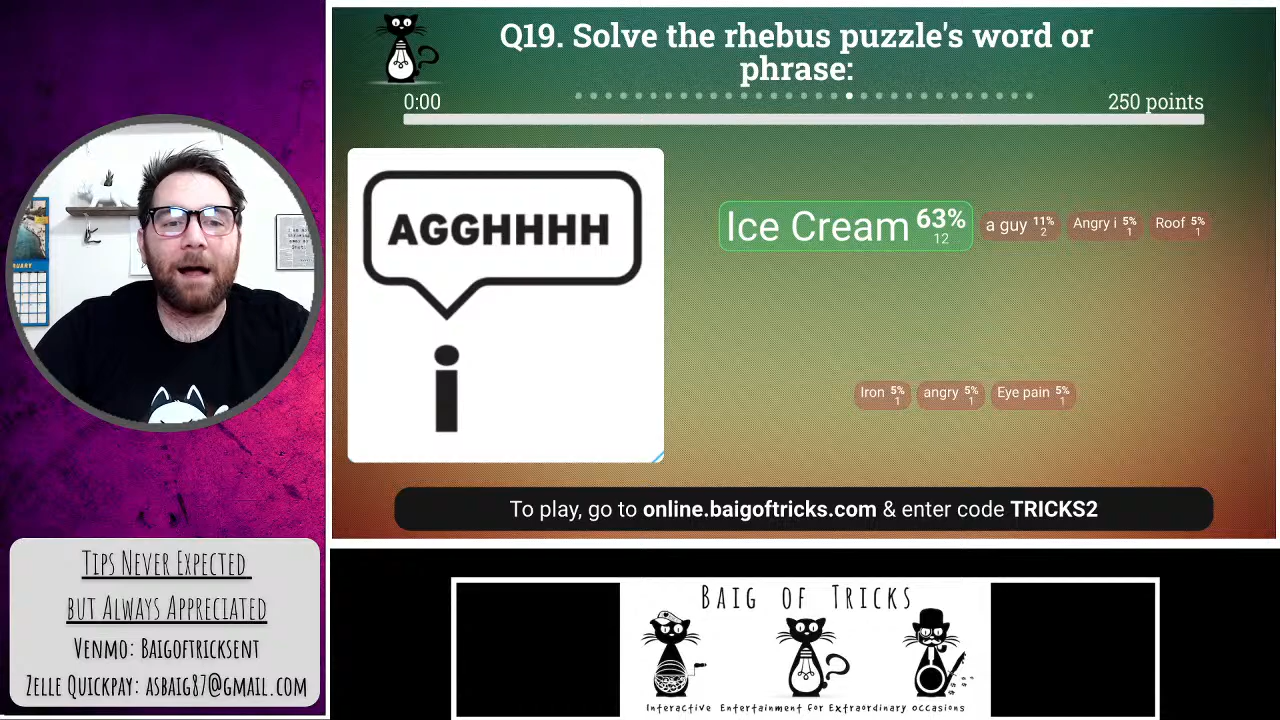 Q19. Solve the rhebus puzzle's word or
phrase:
0:00
250 points
AGGHHHH
i
Ice Cream 63% 12
a guy 11% 2
Angry i 5% 1
Roof 5% 1
Iron 5% 1
angry 5% 1
Eye pain 5% 1
To play, go to online.baigoftricks.com & enter code TRICKS2
Tips Never Expected
but Always Appreciated
Venmo: Baigoftricksent
Zelle Quickpay: asbaig87@gmail.com
Baig of Tricks
Interactive Entertainment for Extraordinary Occasions